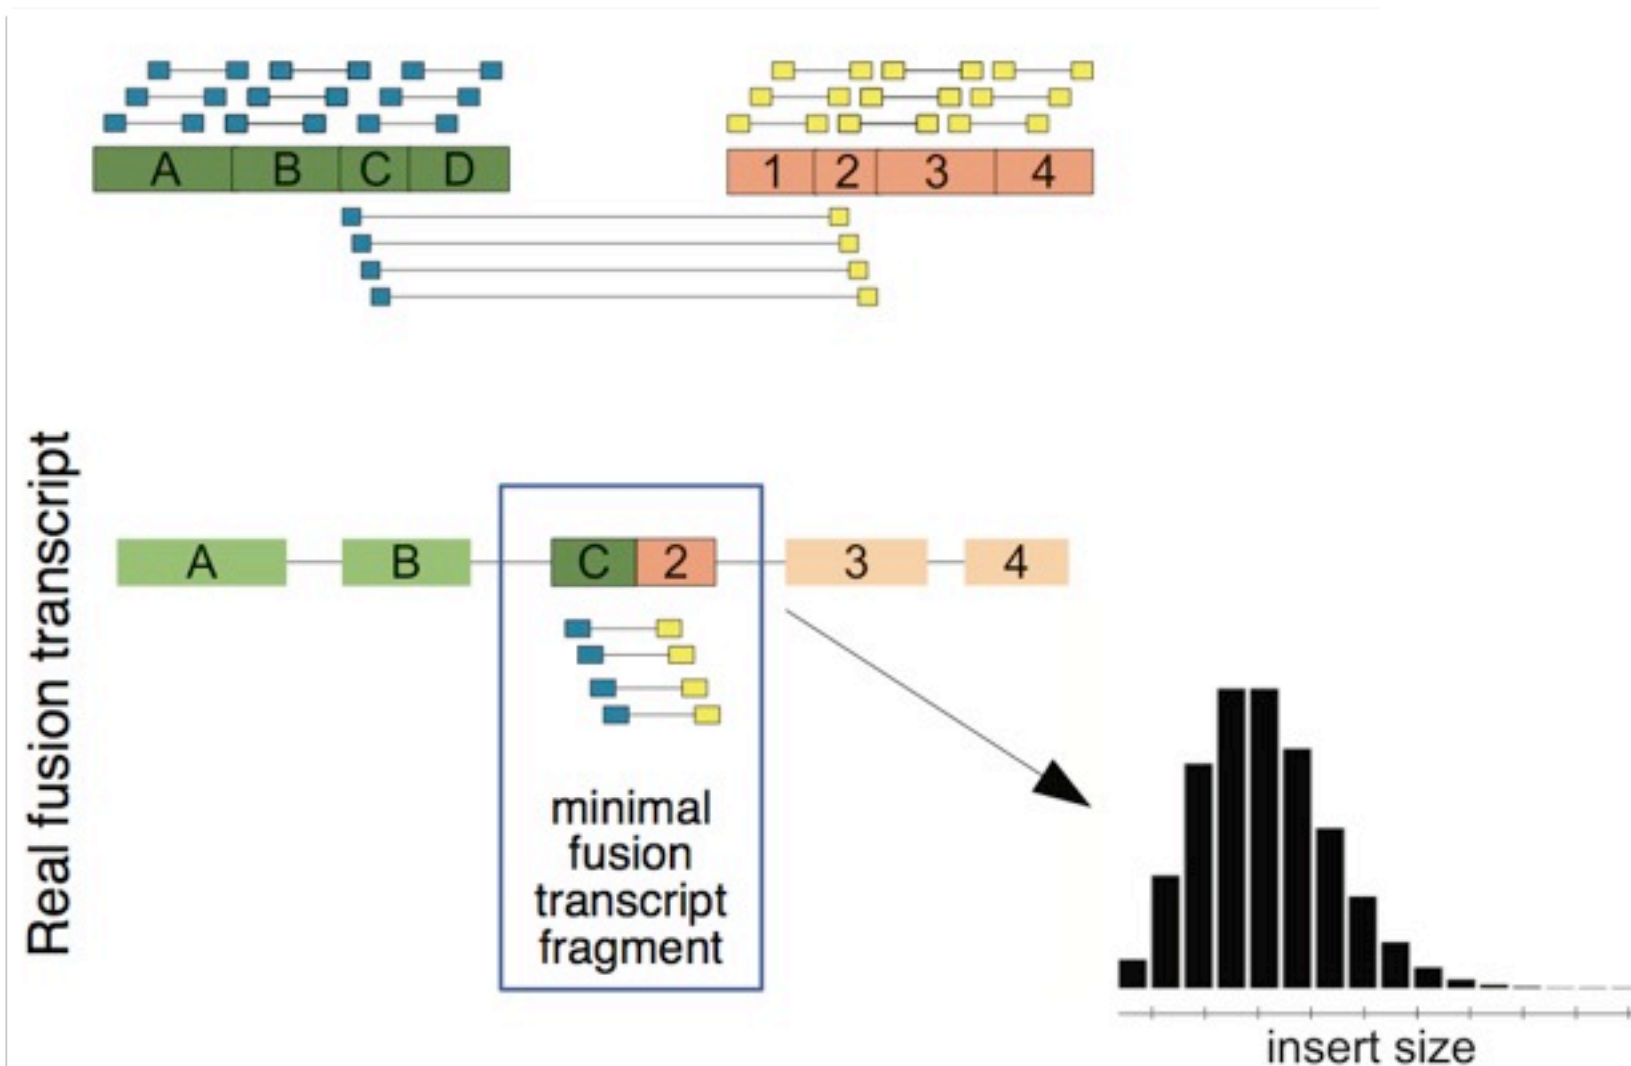 A B C D
1 2 3 4
Real fusion transcript
A B C 2 3 4
minimal
fusion
transcript
fragment
insert size